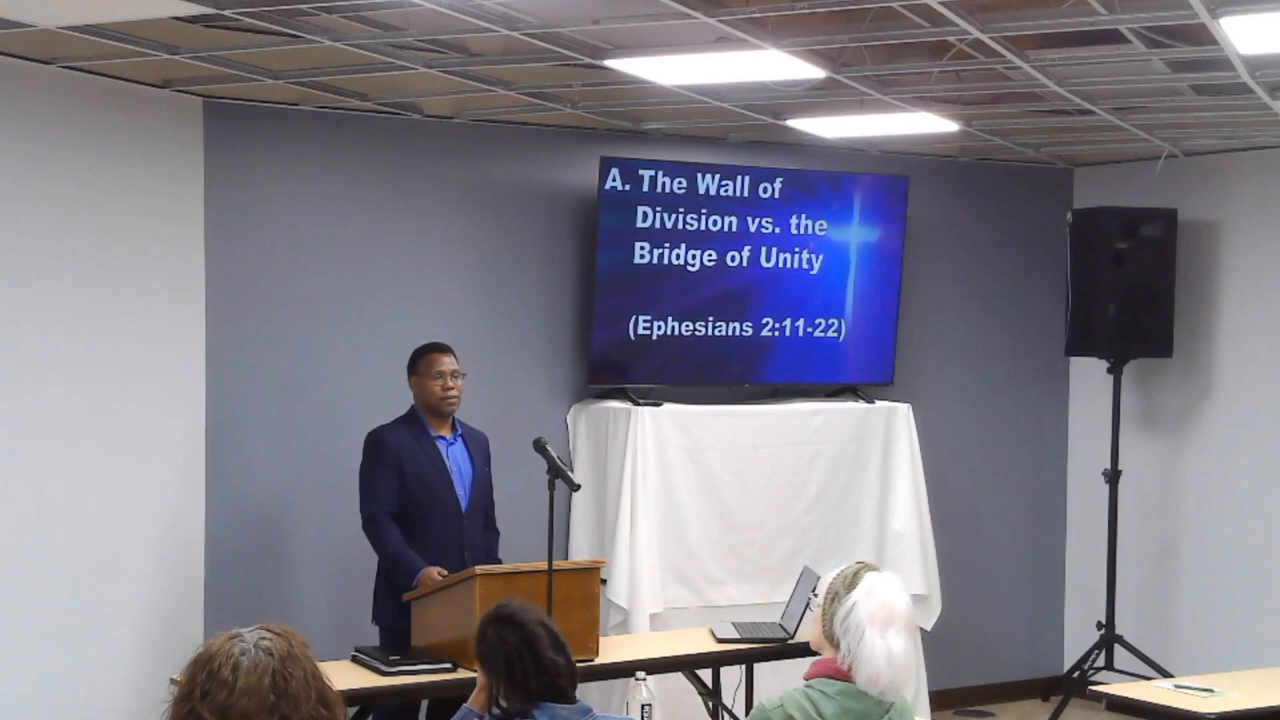 A. The Wall of
Division vs. the
Bridge of Unity
(Ephesians 2:11-22)